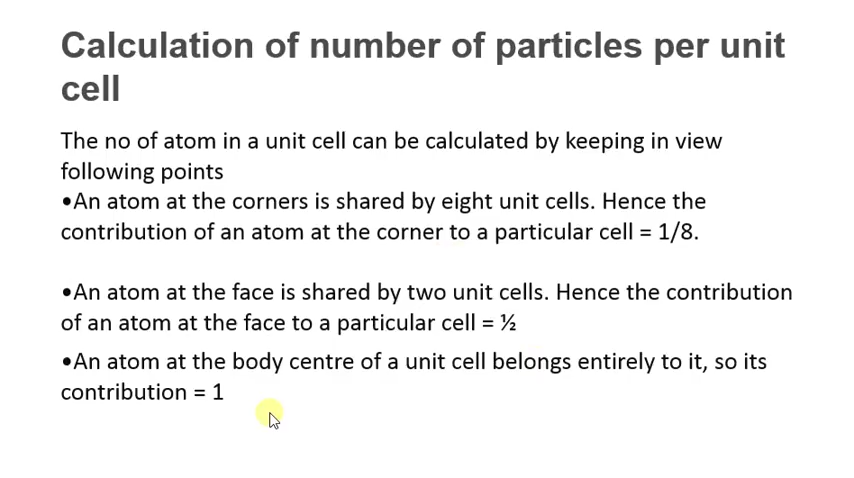 Calculation of number of particles per unit
cell
The no of atom in a unit cell can be calculated by keeping in view
following points
•An atom at the corners is shared by eight unit cells. Hence the
contribution of an atom at the corner to a particular cell = 1/8.
•An atom at the face is shared by two unit cells. Hence the contribution
of an atom at the face to a particular cell = ½
•An atom at the body centre of a unit cell belongs entirely to it, so its
contribution = 1